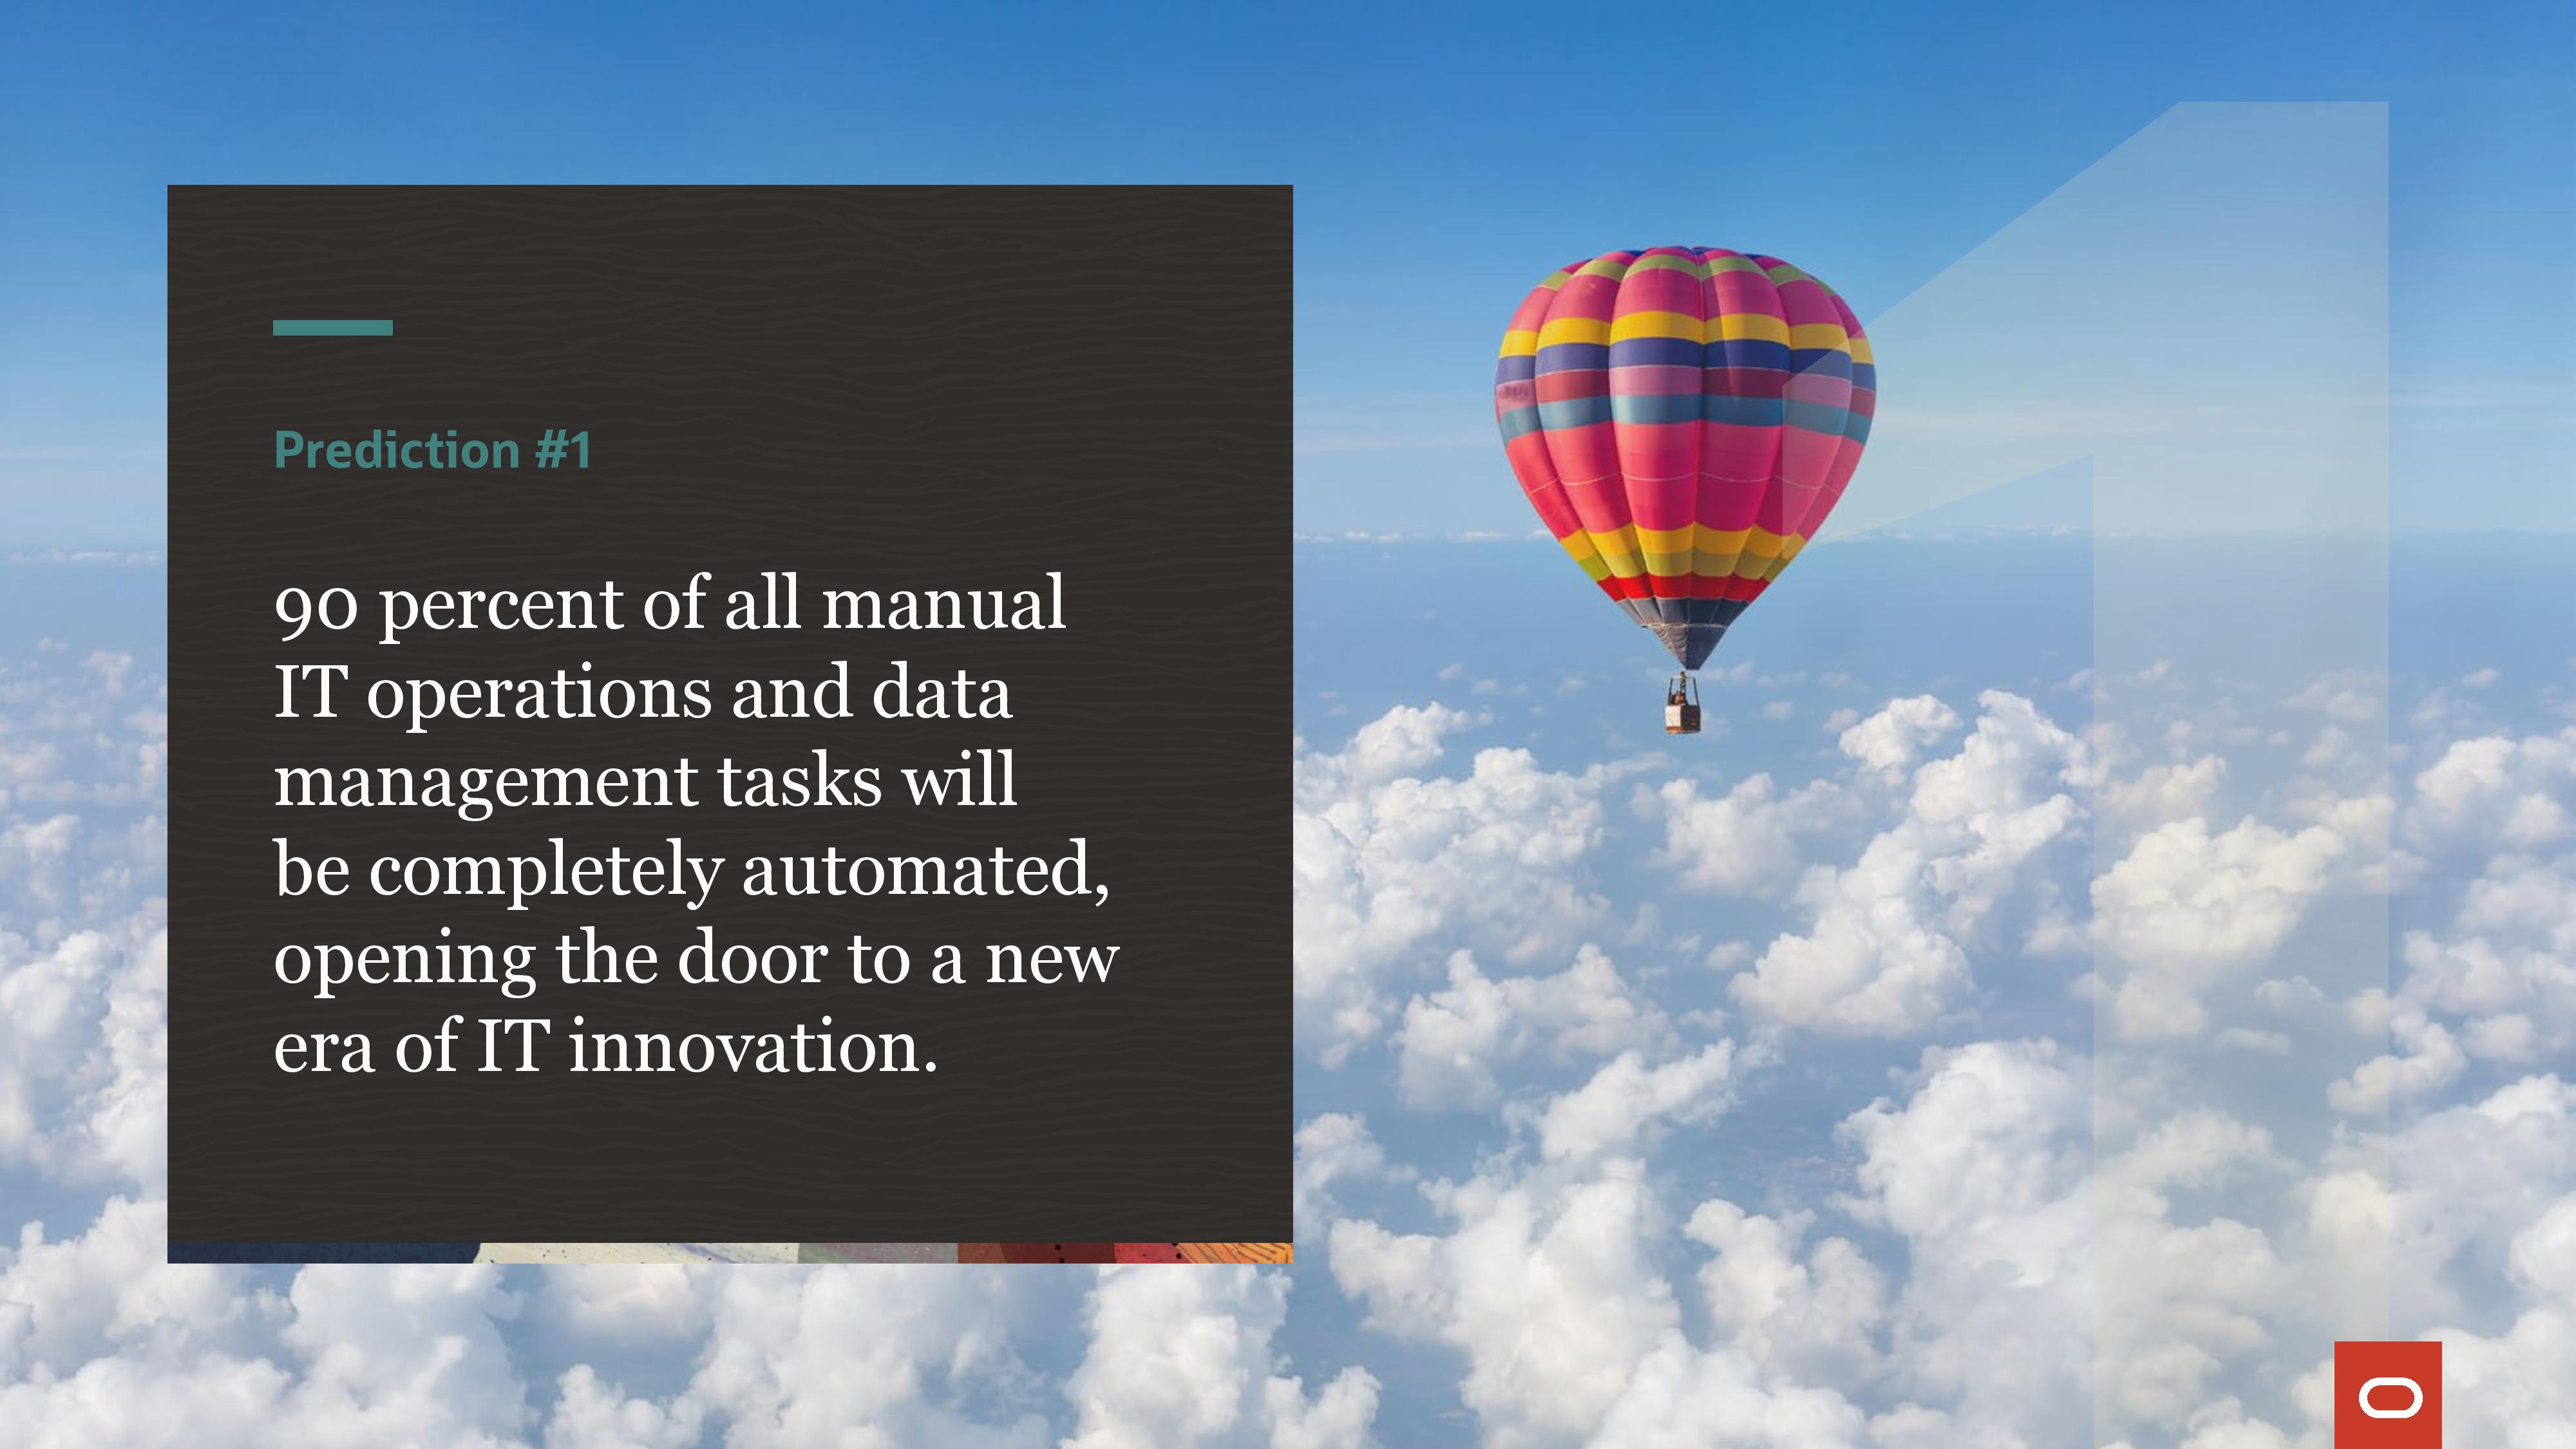 Prediction #1
90 percent of all manual
IT operations and data
management tasks will
be completely automated,
opening the door to a new
era of IT innovation.
1